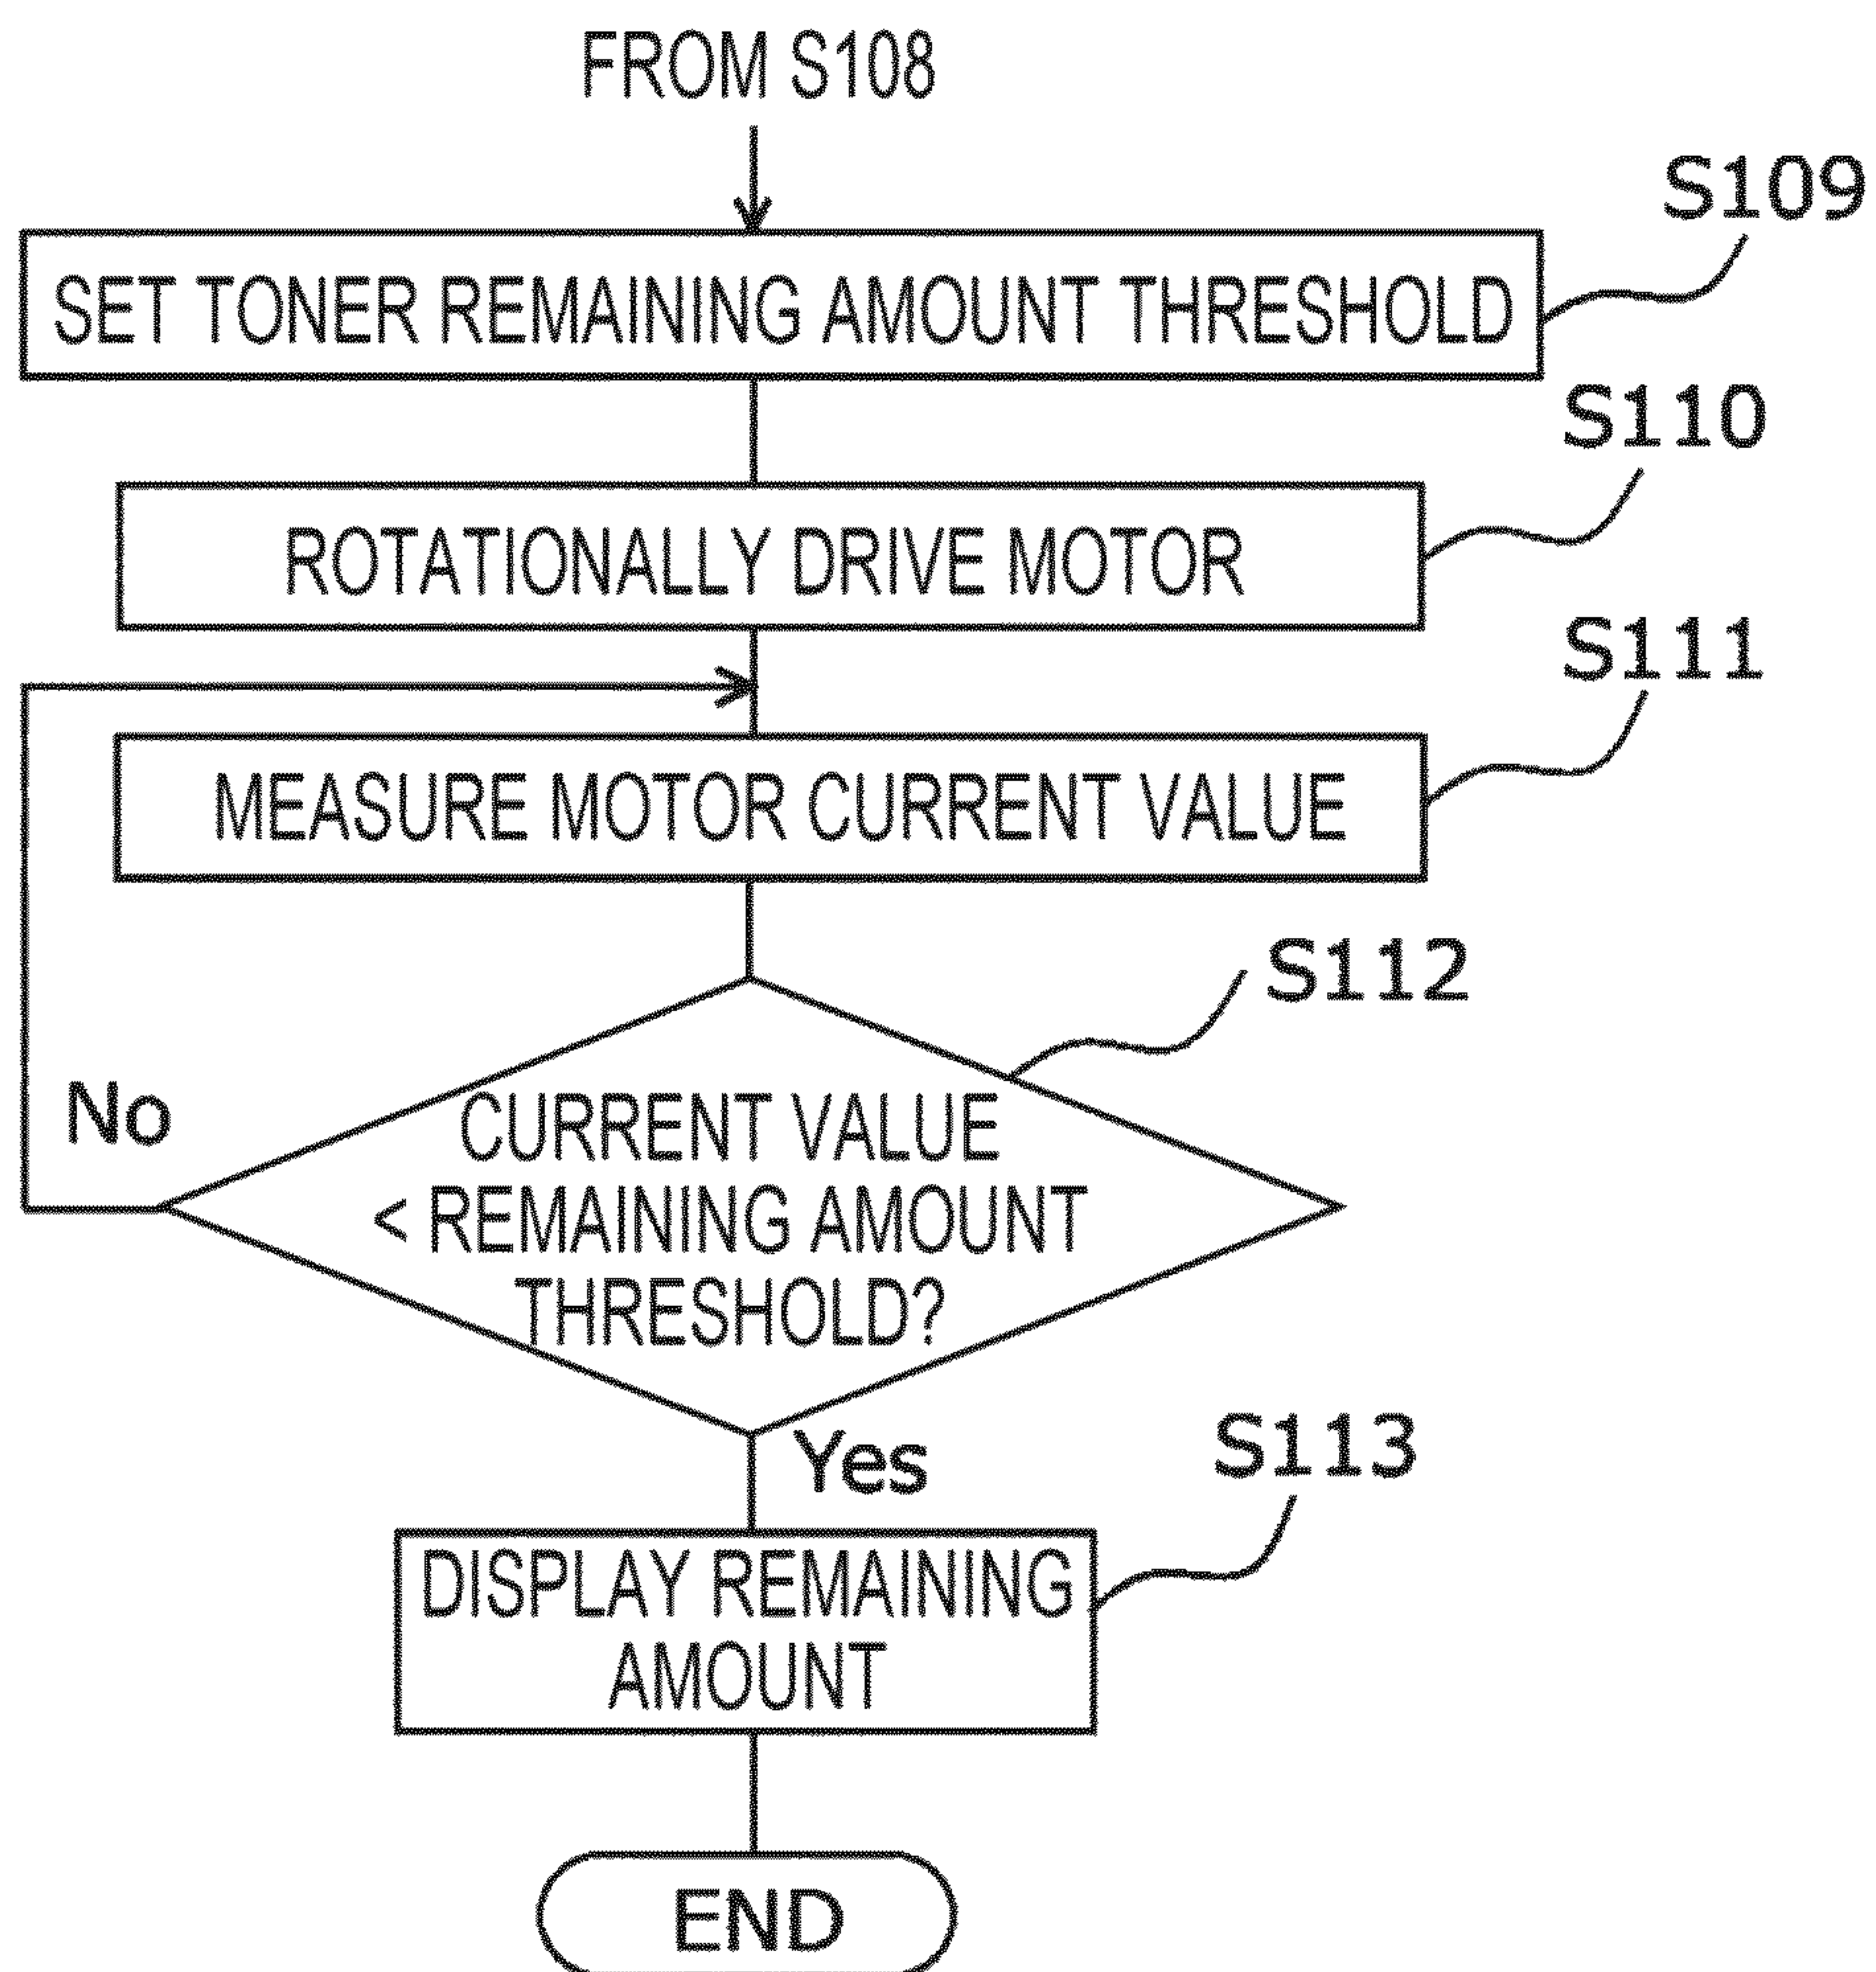 FROM S108
S109
SET TONER REMAINING AMOUNT THRESHOLD
S110
ROTATIONALLY DRIVE MOTOR
S111
MEASURE MOTOR CURRENT VALUE
S112
No
CURRENT VALUE
< REMAINING AMOUNT
THRESHOLD?
Yes
S113
DISPLAY REMAINING
AMOUNT
END